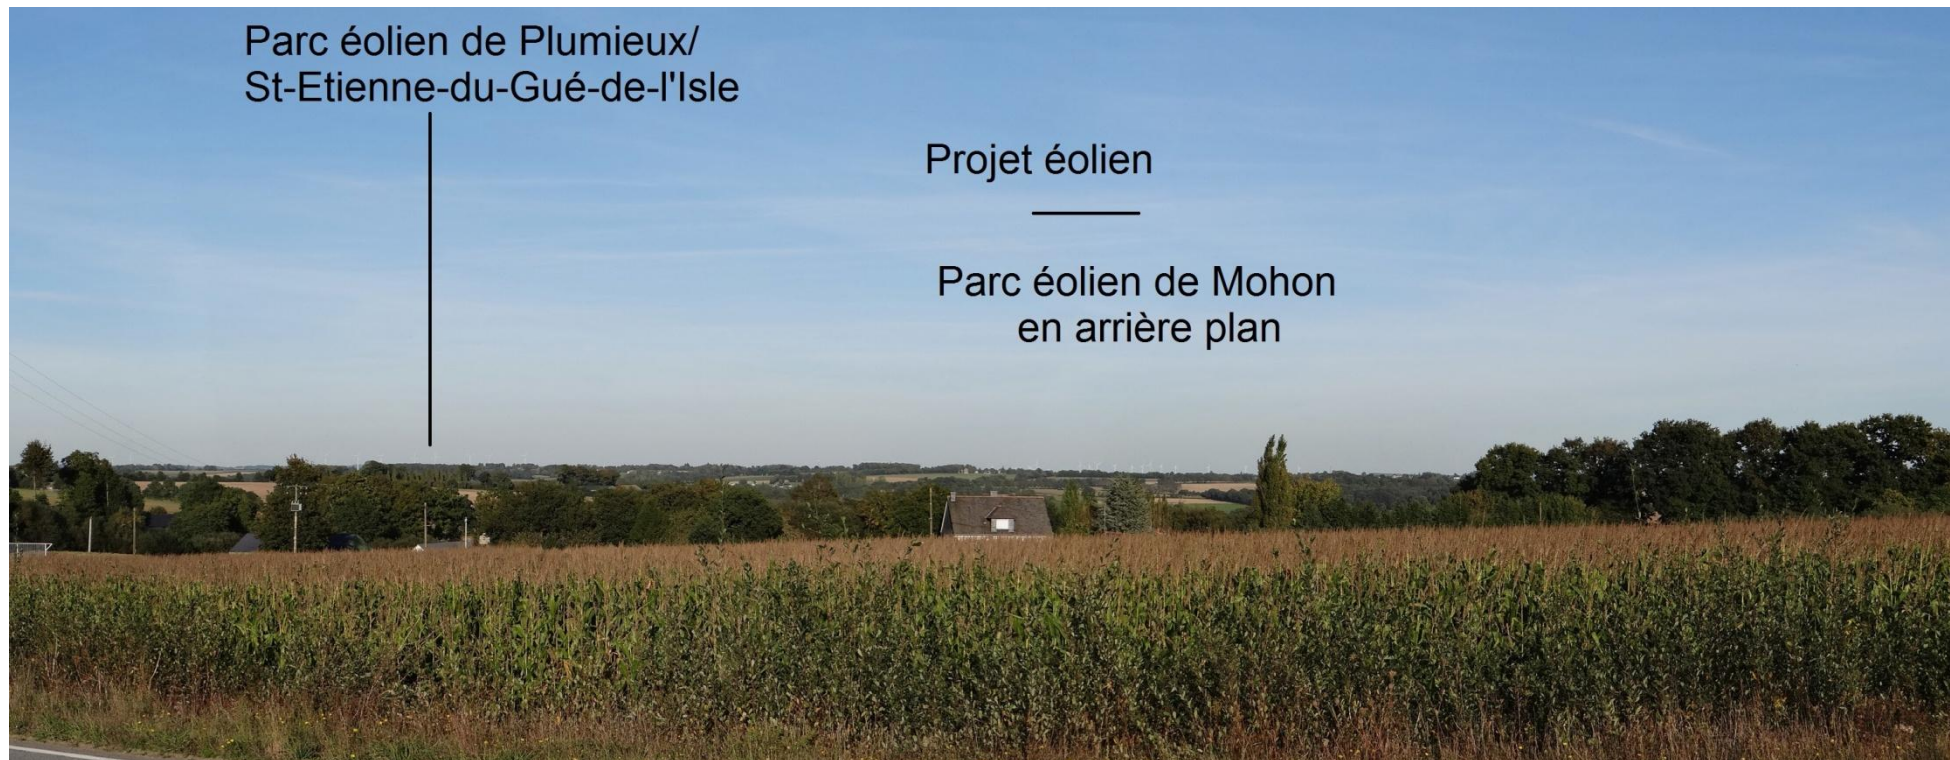 Parc éolien de Plumieux/
St-Etienne-du-Gué-de-l'Isle
Projet éolien
Parc éolien de Mohon
en arrière plan